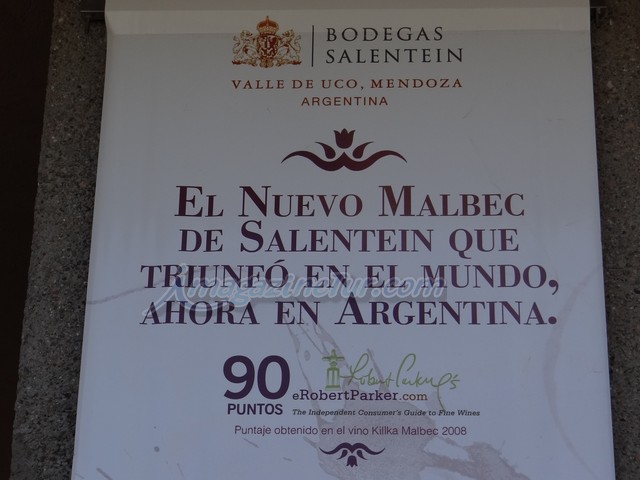 BODEGAS
SALENTEIN
VALLE DE UCO, MENDOZA
ARGENTINA
EL NUEVO MALBEC
DE SALENTEIN QUE
TRIUNFÓ EN EL MUNDO,
AHORA EN ARGENTINA.
90
PUNTOS
Robert Parker's
eRobertParker.com
The Independent Consumer's Guide to Fine Wines
Puntaje obtenido en el vino Killka Malbec 2008